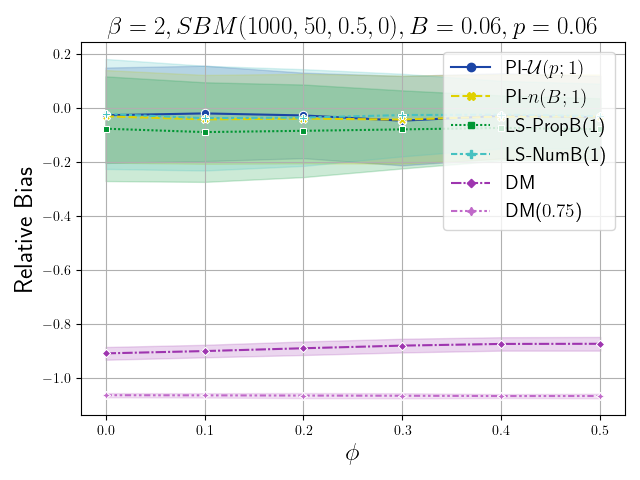 β = 2, SBM(1000, 50, 0.5, 0), B = 0.06, p = 0.06
Relative Bias
0.2
0.0
−0.2
−0.4
−0.6
−0.8
−1.0
PI-𝒰(p; 1)
PI-n(B; 1)
LS-PropB(1)
LS-NumB(1)
DM
DM(0.75)
0.0 0.1 0.2 0.3 0.4 0.5
ϕ